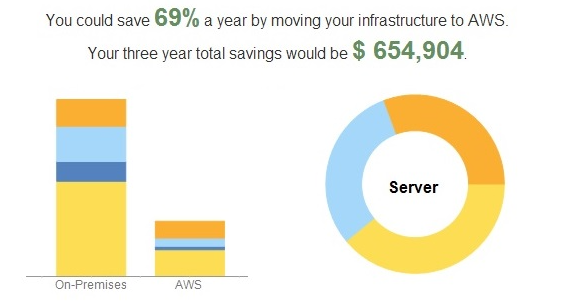 You could save 69% a year by moving your infrastructure to AWS.
Your three year total savings would be $ 654,904.
Server
On-Premises
AWS